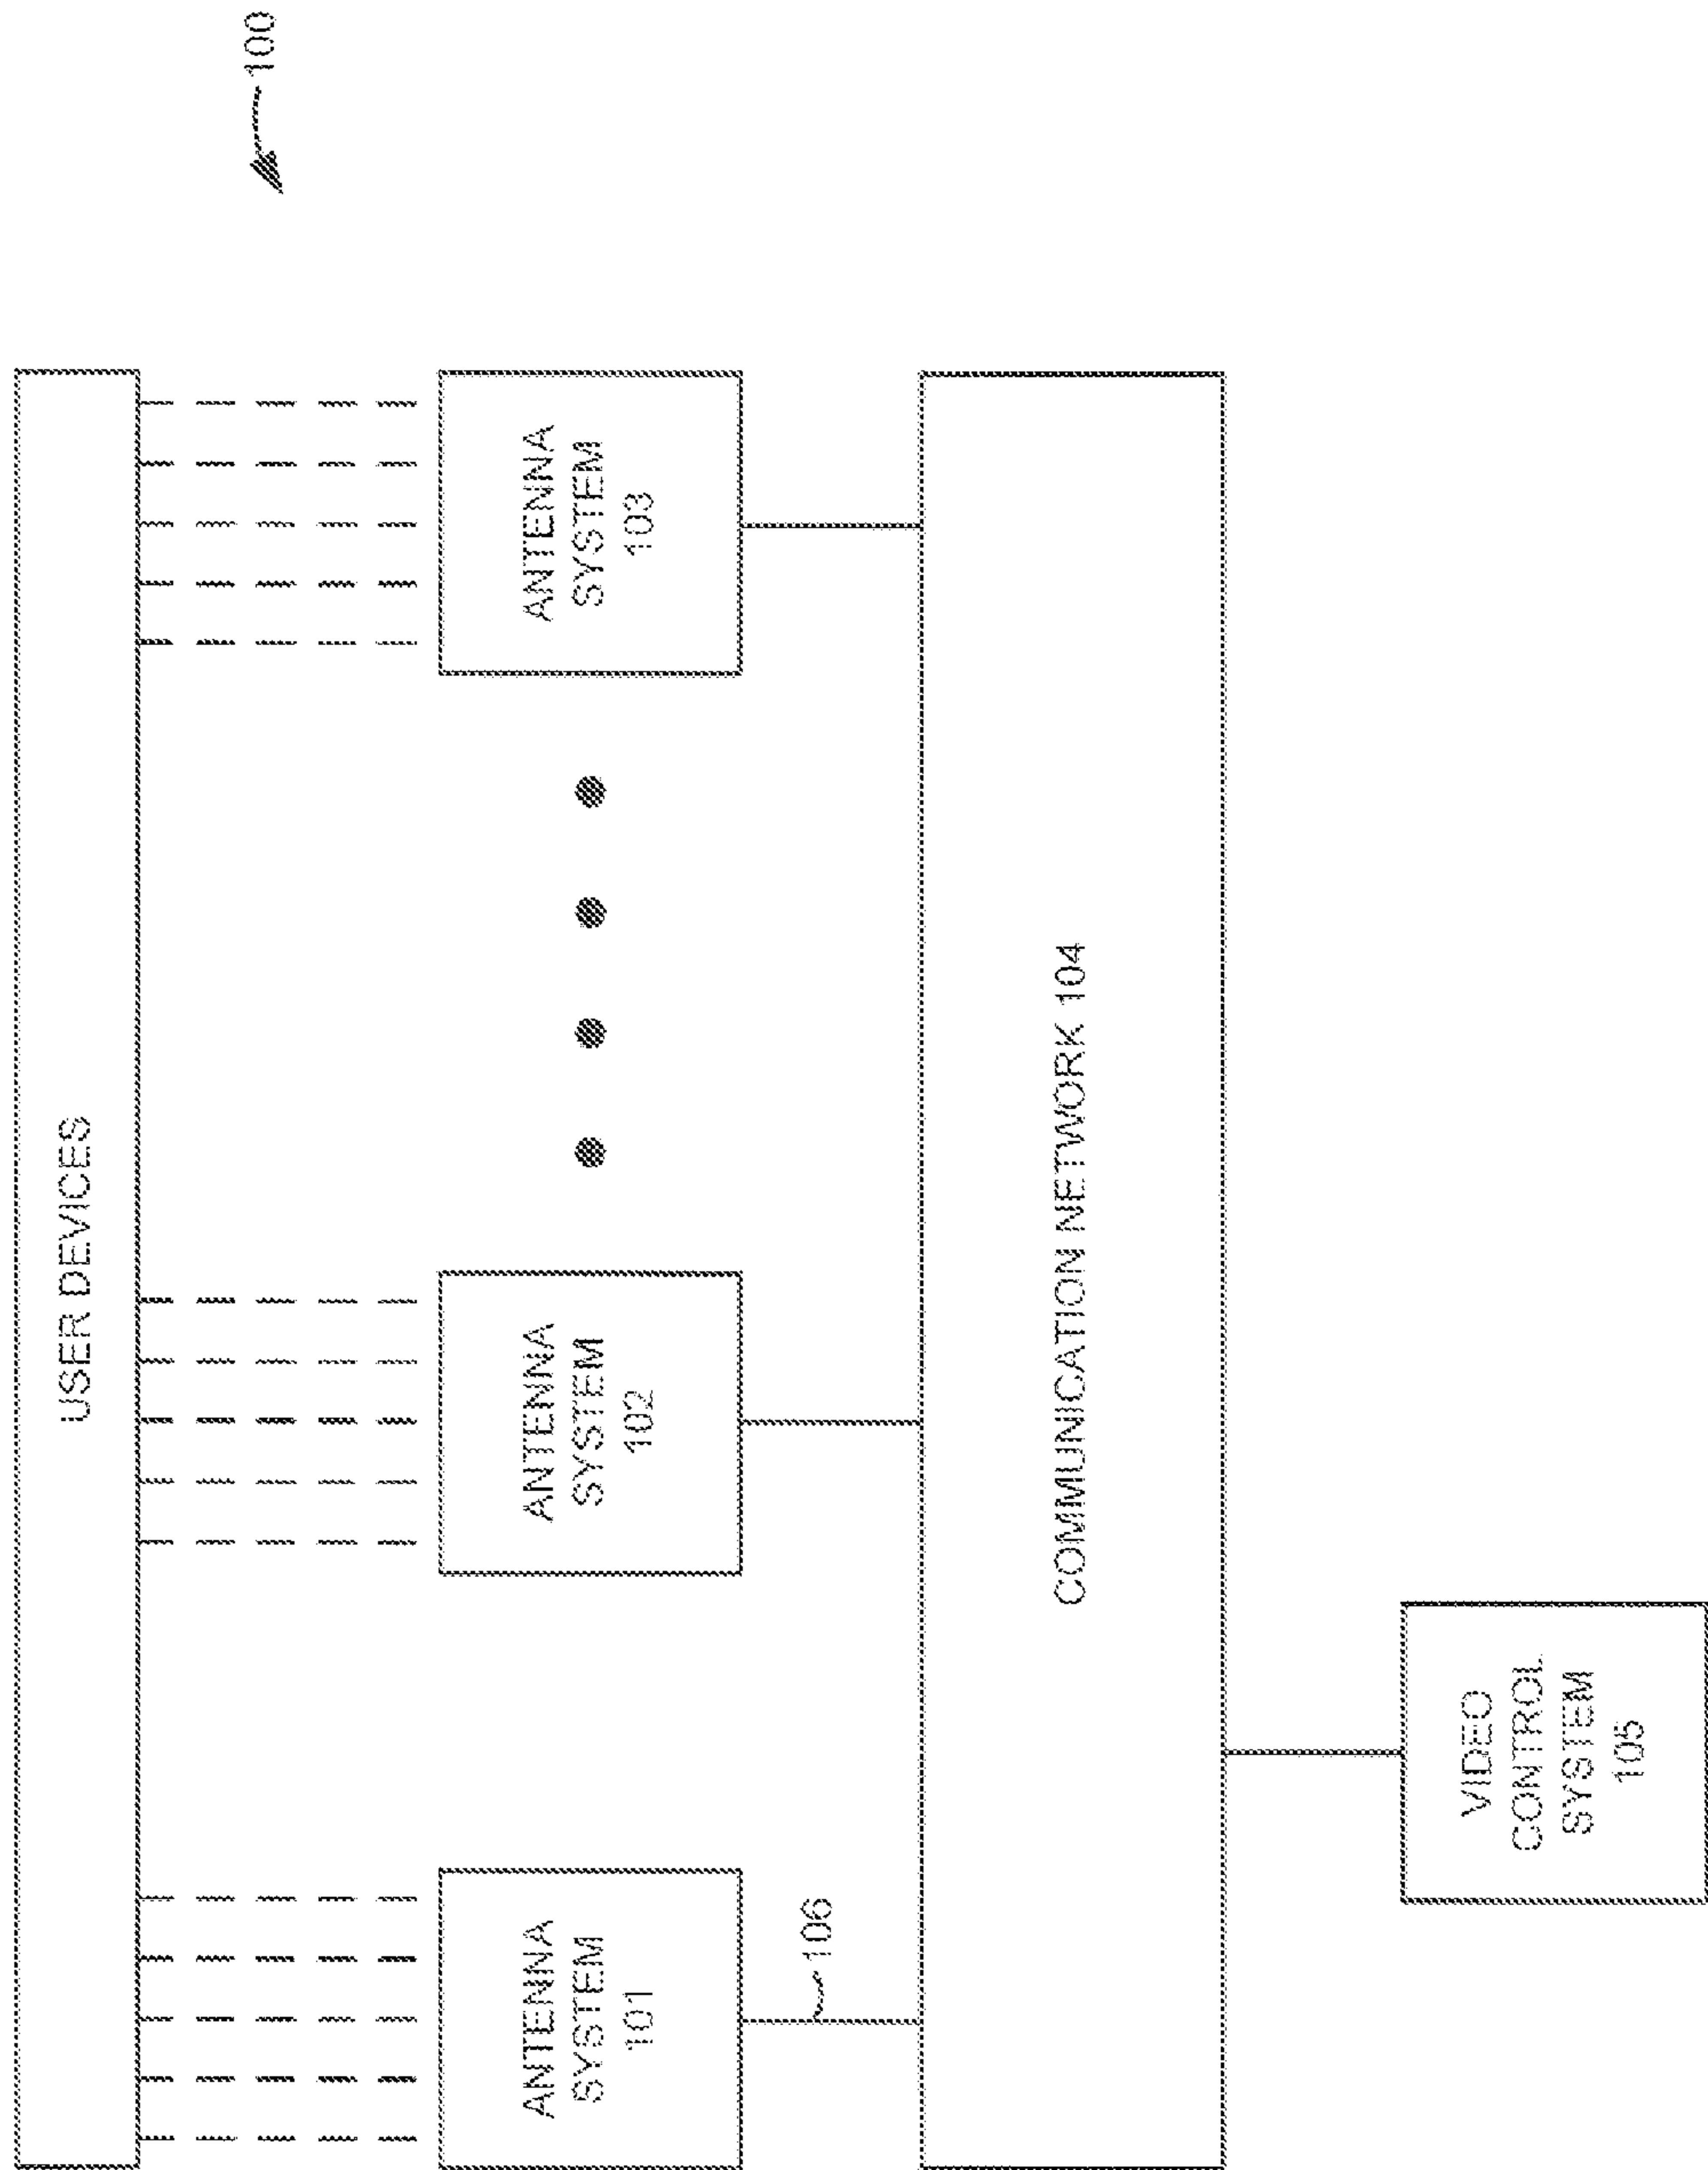 100
USER DEVICES
ANTENNA
SYSTEM
101
ANTENNA
SYSTEM
102
ANTENNA
SYSTEM
103
106
COMMUNICATION NETWORK 104
VIDEO
CONTROL
SYSTEM
105